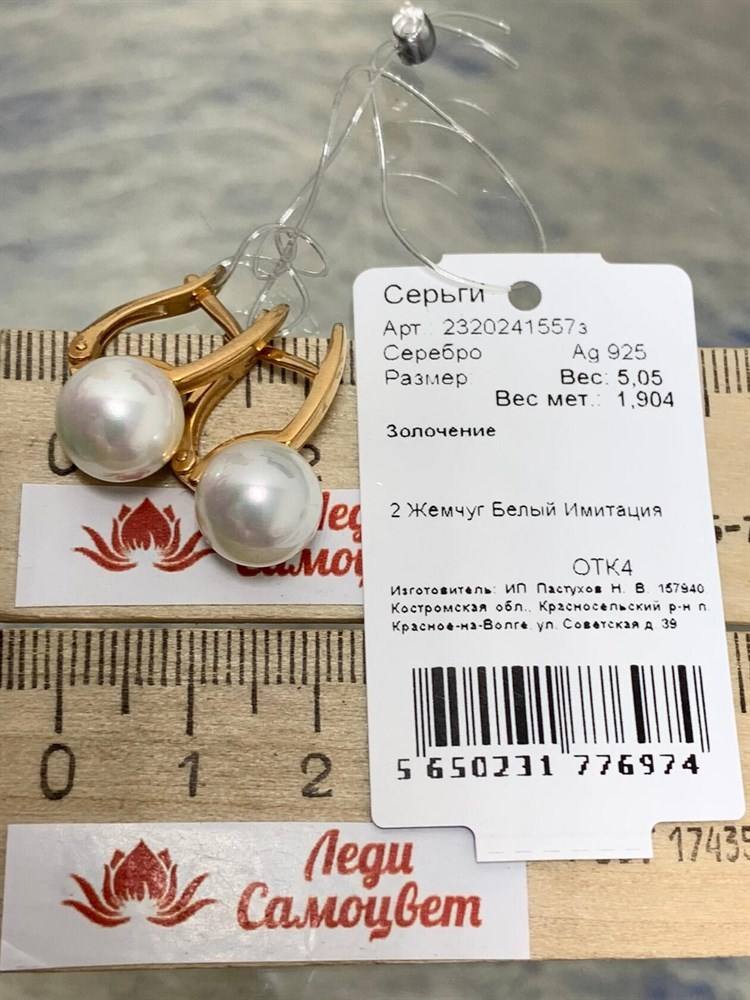 Серьги
Арт.: 2320241557з
Серебро Ag 925
Размер: Вес: 5,05
Вес мет.: 1,904
Золочение
2 Жемчуг Белый Имитация
ОТК4
Изготовитель: ИП Пастухов Н. В. 157940
Костромская обл., Красносельский р-н п.
Красное-на-Волге, ул. Советская д. 39
5 650231 776974
0
0 1 2
Леди
Самоцвет
17435